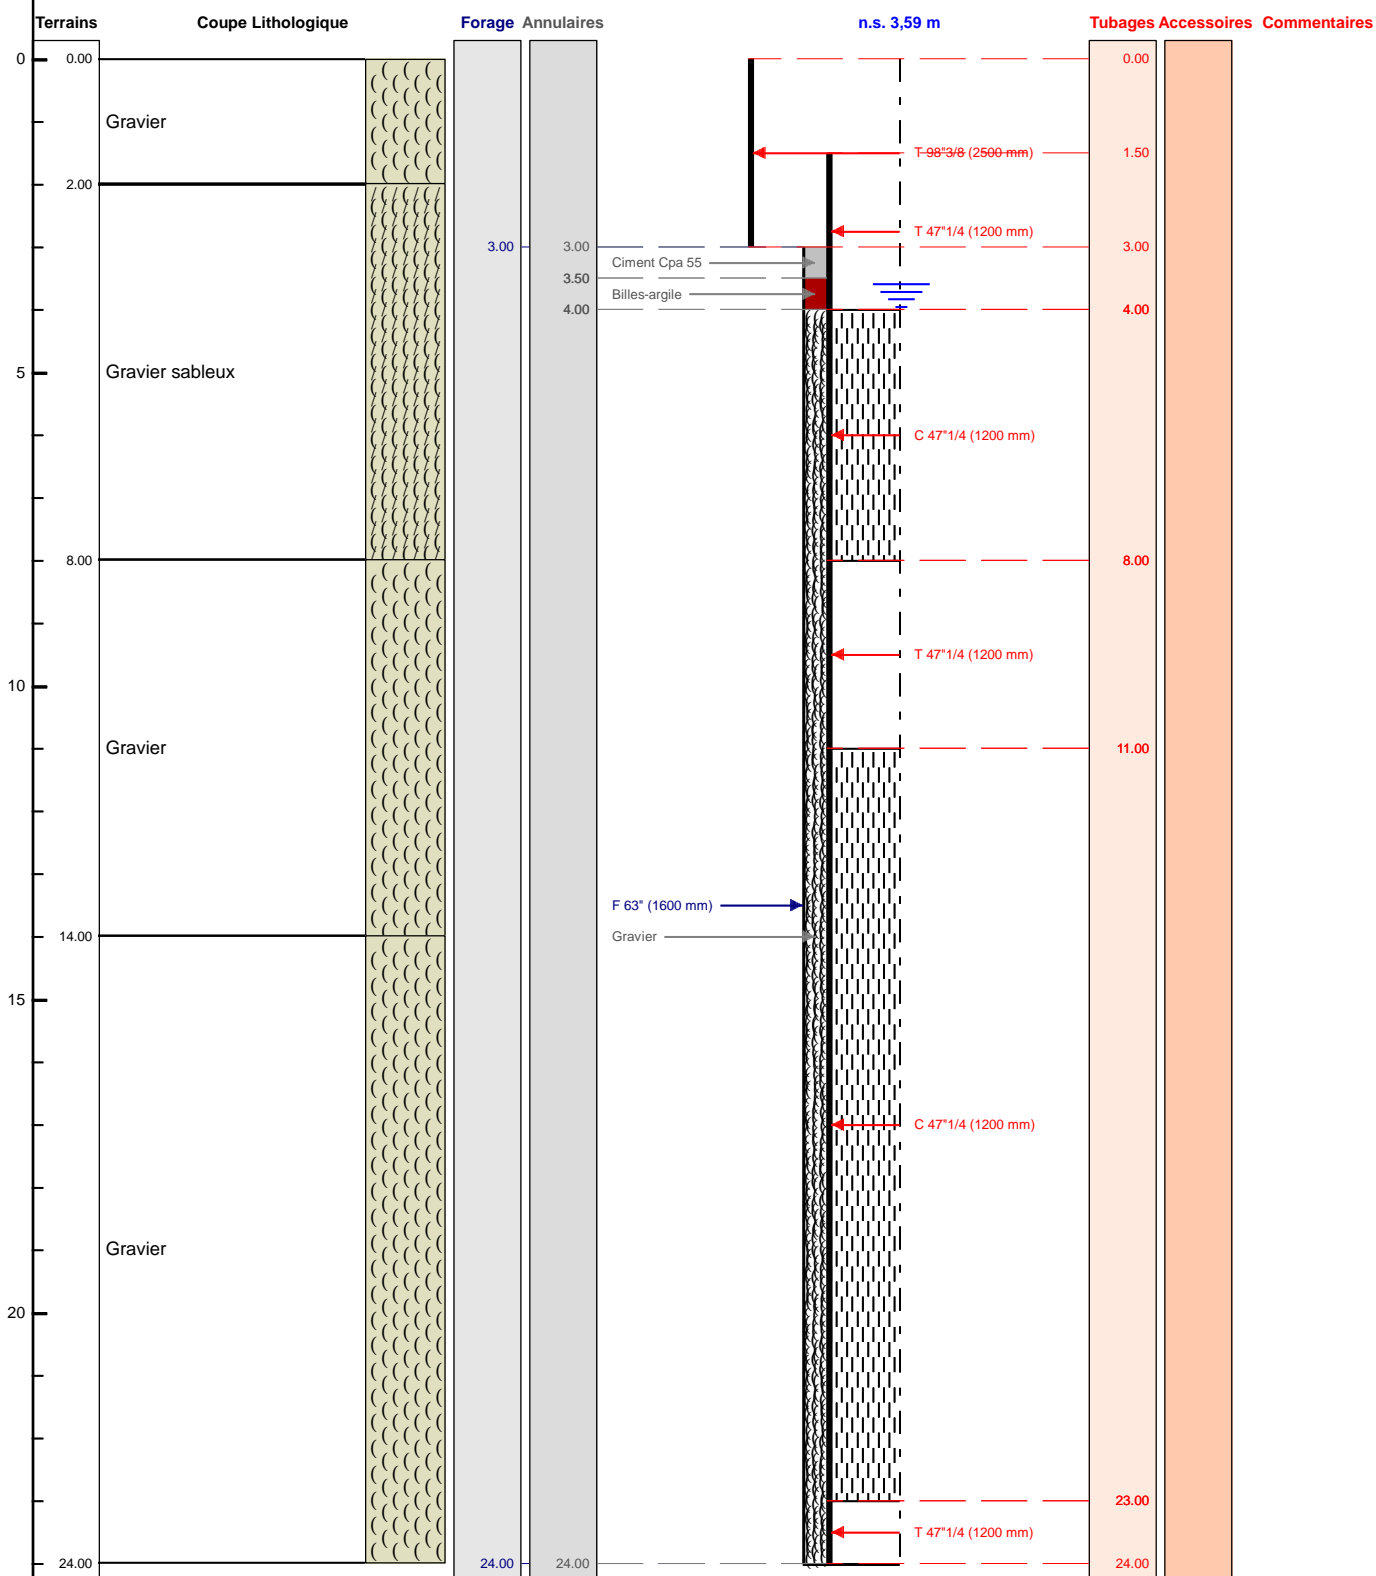 Terrains Coupe Lithologique Forage Annulaires n.s. 3,59 m Tubages Accessoires Commentaires
0 0.00 0.00
Gravier
T 98"3/8 (2500 mm) 1.50
2.00
T 47"1/4 (1200 mm)
3.00 3.00 3.00
Ciment Cpa 55
3.50
Billes-argile
4.00 4.00
5 Gravier sableux
C 47"1/4 (1200 mm)
8.00 8.00
T 47"1/4 (1200 mm)
10
Gravier 11.00
F 63" (1600 mm)
14.00 Gravier
15
C 47"1/4 (1200 mm)
Gravier
20
23.00
T 47"1/4 (1200 mm)
24.00 24.00 24.00 24.00